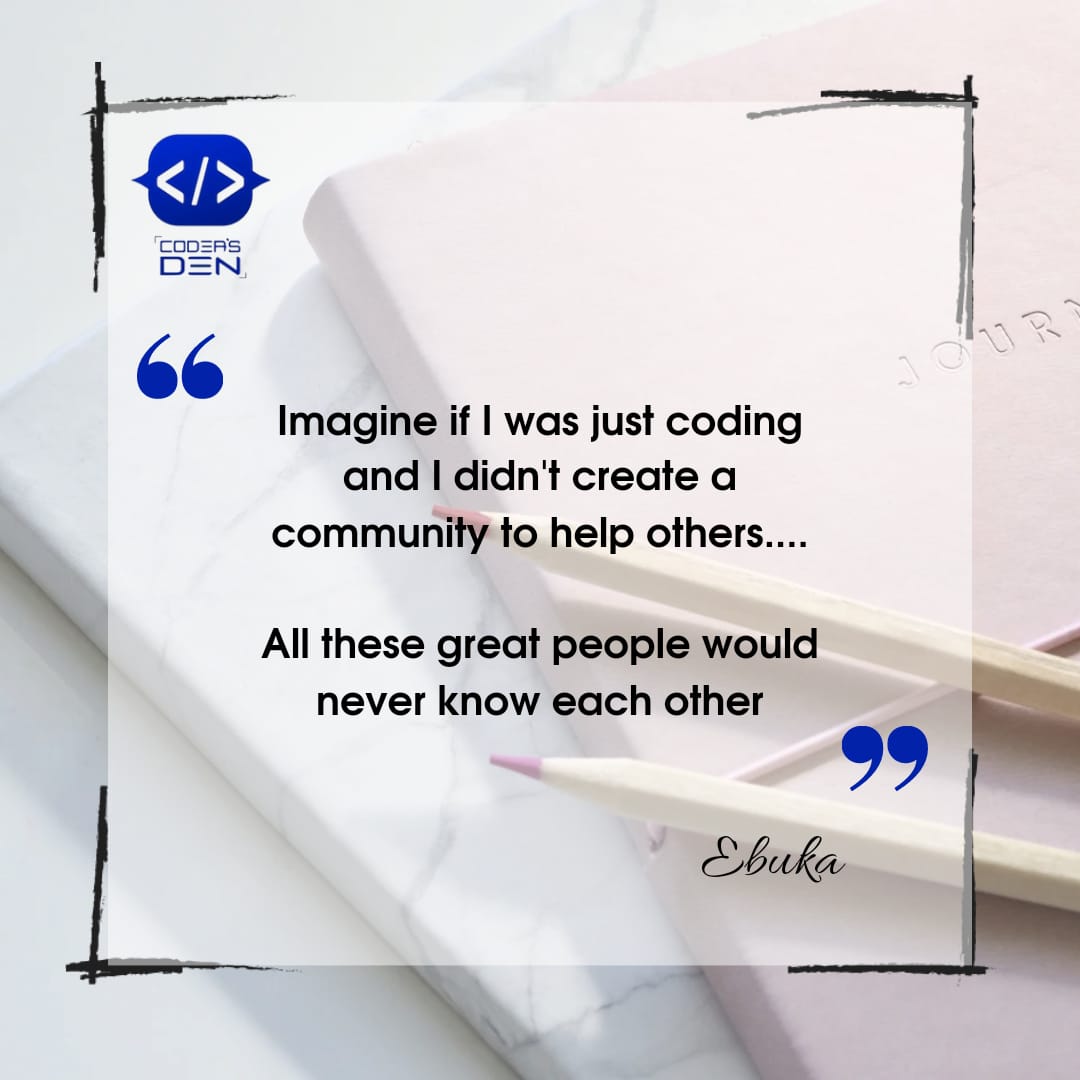 CODER'S
DEN
JOURN
“
Imagine if I was just coding
and I didn't create a
community to help others....
All these great people would
never know each other
”
Ebuka